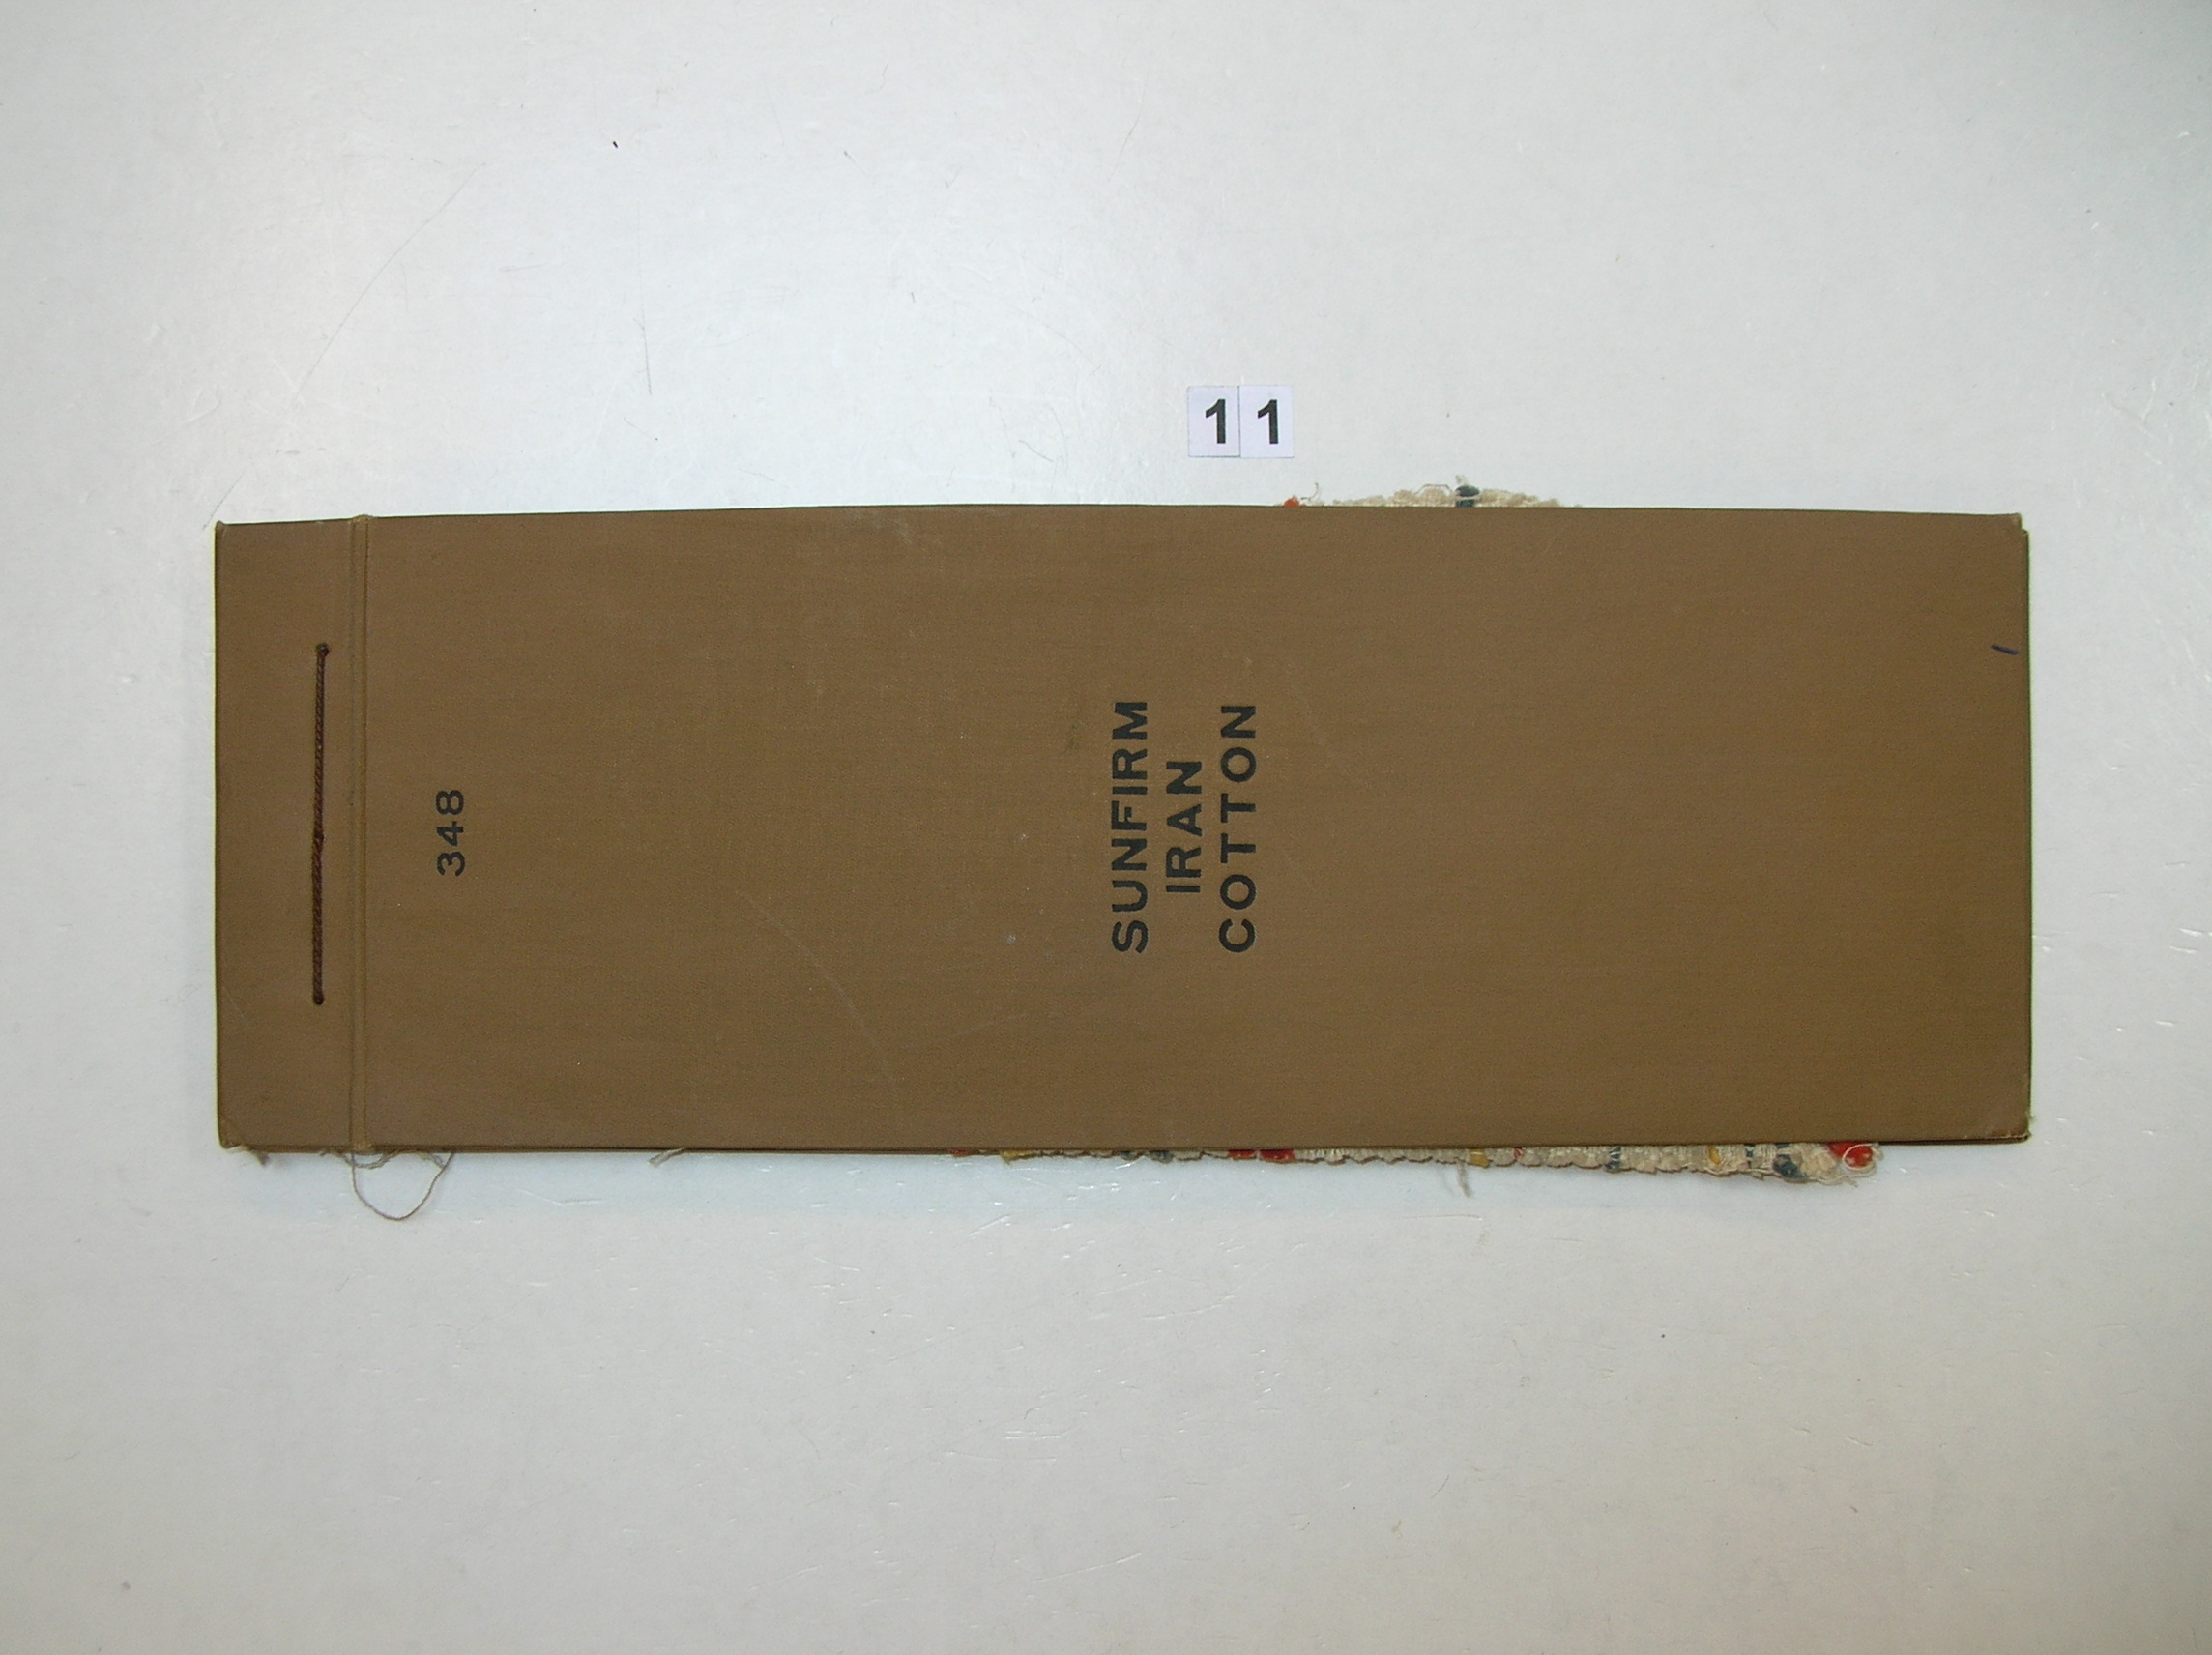 11
348
SUNFIRM
IRAN
COTTON